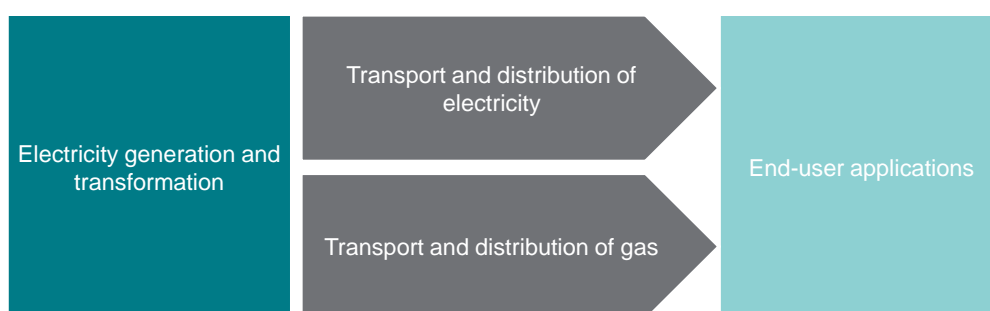 Electricity generation and
transformation
Transport and distribution of
electricity
Transport and distribution of gas
End-user applications